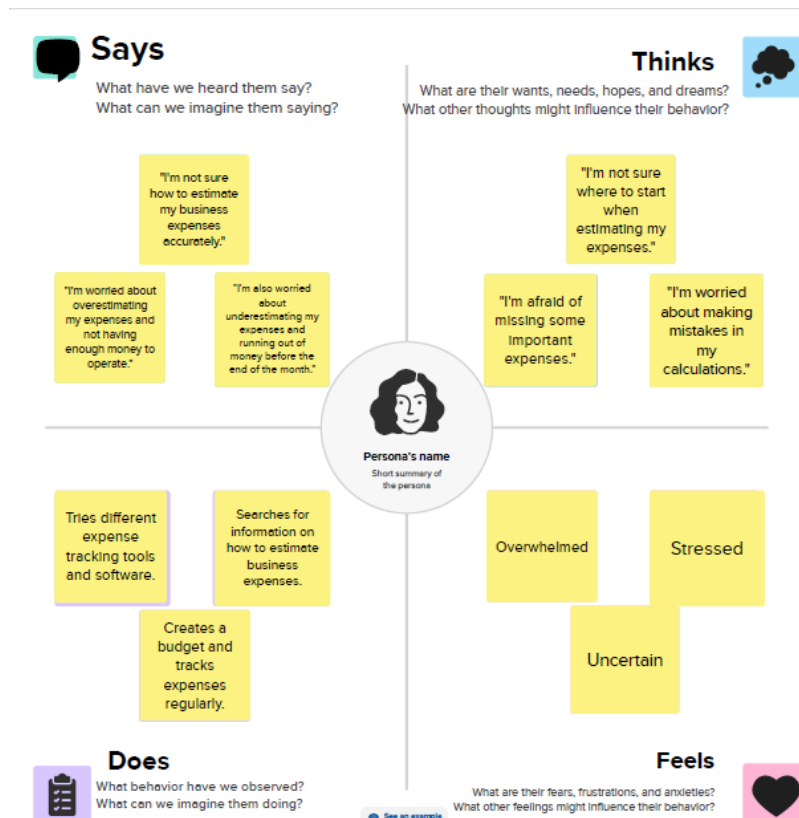 Says
What have we heard them say?
What can we imagine them saying?
Thinks
What are their wants, needs, hopes, and dreams?
What other thoughts might influence their behavior?
"I'm not sure
how to estimate
my business
expenses
accurately."
"I'm worried about
overestimating
my expenses and
not having
enough money to
operate."
"I'm also worried
about
underestimating my
expenses and
running out of
money before the
end of the month."
"I'm not sure
where to start
when
estimating my
expenses."
"I'm afraid of
missing some
important
expenses."
"I'm worried
about making
mistakes in
my
calculations."
Persona's name
Short summary of
the persona
Tries different
expense
tracking tools
and software.
Searches for
information on
how to estimate
business
expenses.
Creates a
budget and
tracks
expenses
regularly.
Overwhelmed
Stressed
Uncertain
Does
What behavior have we observed?
What can we imagine them doing?
Feels
What are their fears, frustrations, and anxieties?
What other feelings might influence their behavior?
See an example